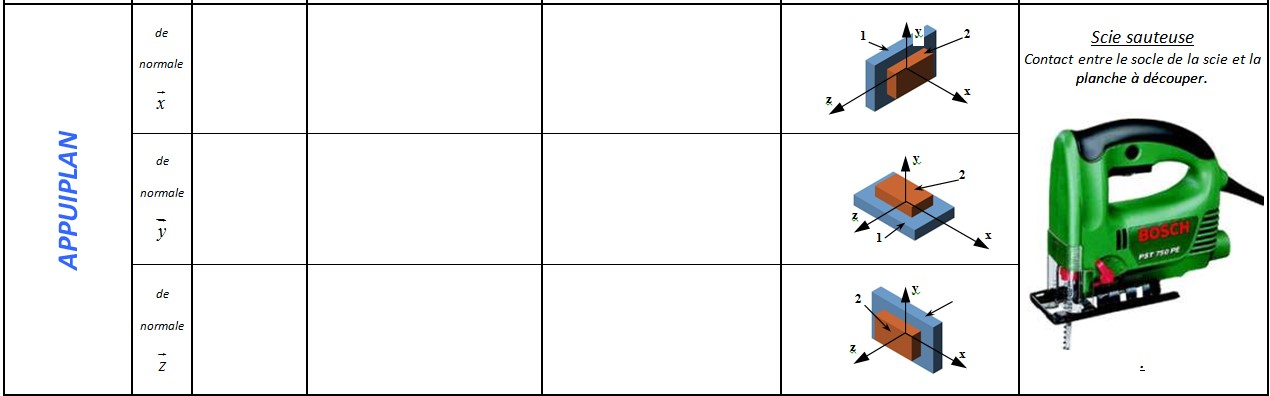 APPUIPLAN
de
normale
x
1
y
2
z
x
Scie sauteuse
Contact entre le socle de la scie et la
planche à découper.
BOSCH
PST 750 PE
de
normale
y
y
2
z
1
x
de
normale
z
2
y
z
x
.